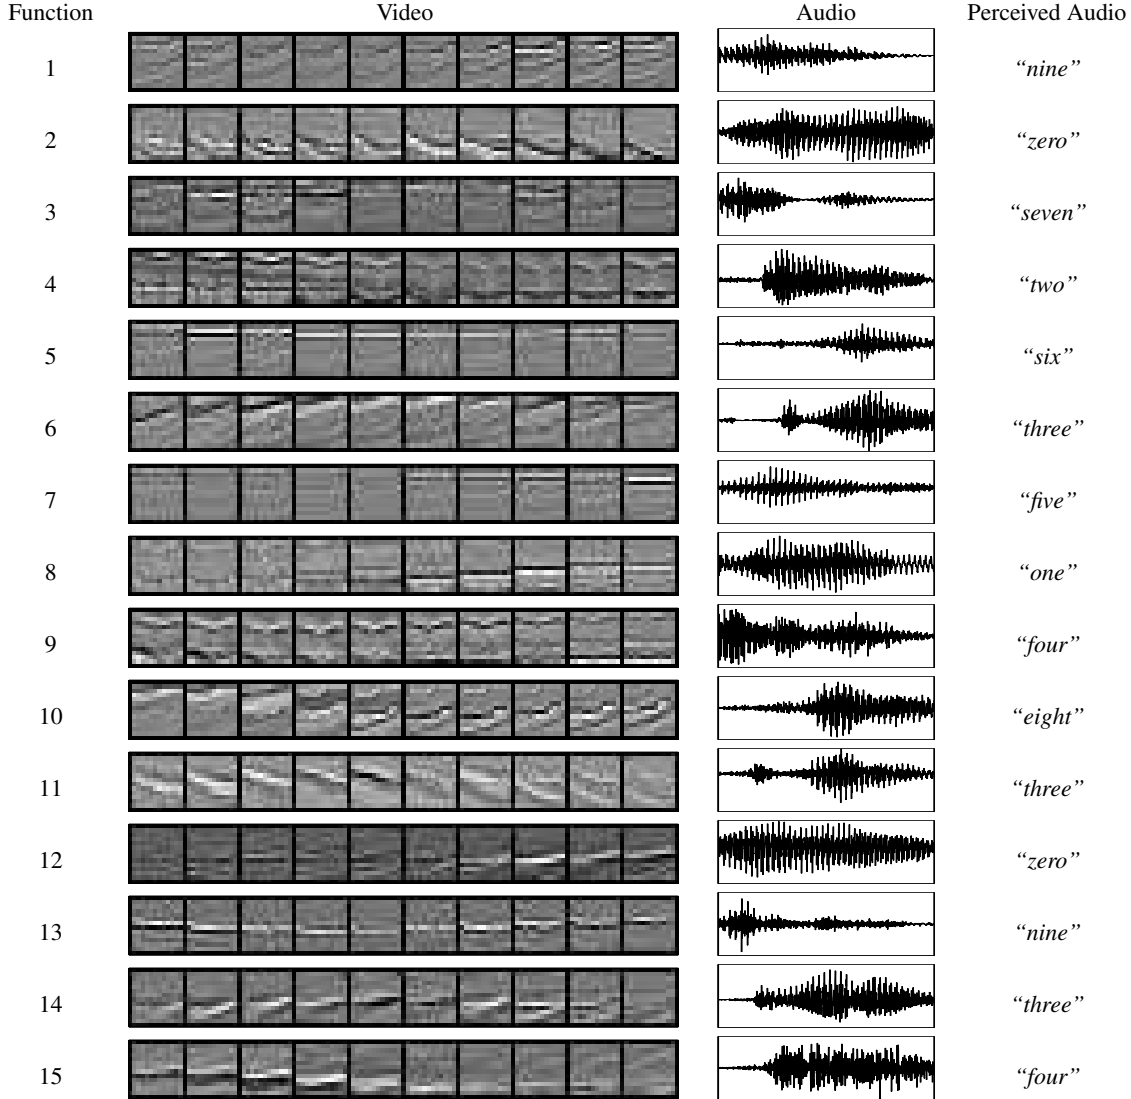 Function Video Audio Perceived Audio
1 “nine”
2 “zero”
3 “seven”
4 “two”
5 “six”
6 “three”
7 “five”
8 “one”
9 “four”
10 “eight”
11 “three”
12 “zero”
13 “nine”
14 “three”
15 “four”